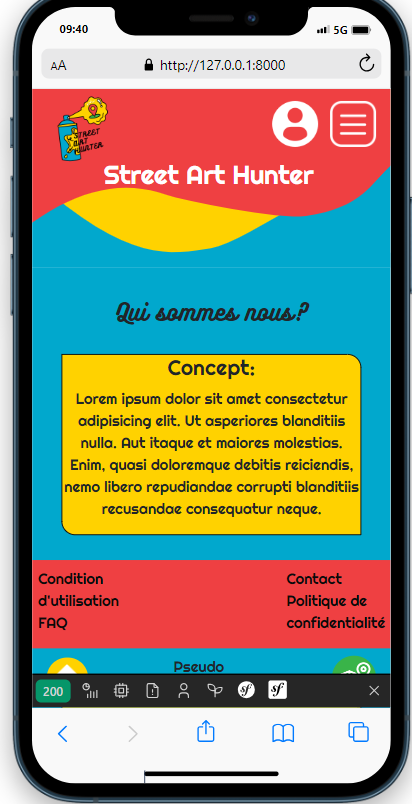 09:40
5G
AA
http://127.0.0.1:8000
STREET
ART
HUNTER
Street Art Hunter
Qui sommes nous?
Concept:
Lorem ipsum dolor sit amet consectetur
adipisicing elit. Ut asperiores blanditiis
nulla. Aut itaque et maiores molestias.
Enim, quasi doloremque debitis reiciendis,
nemo libero repudiandae corrupti blanditiis
recusandae consequatur neque.
Condition
d'utilisation
FAQ
Contact
Politique de
confidentialité
Pseudo
200
sf
sf